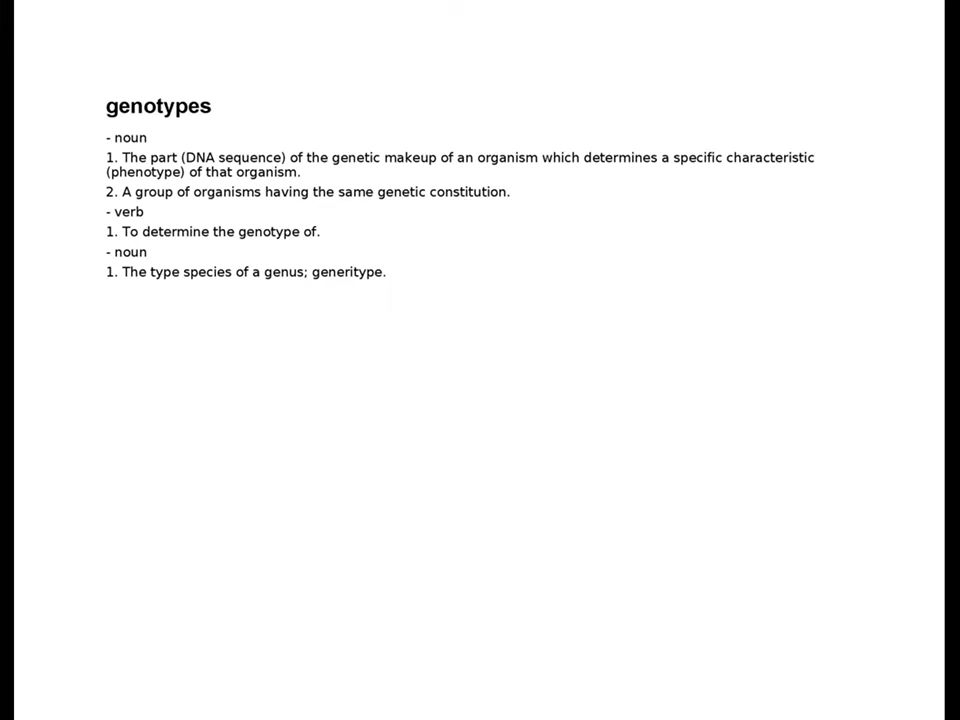 genotypes
- noun
1. The part (DNA sequence) of the genetic makeup of an organism which determines a specific characteristic
(phenotype) of that organism.
2. A group of organisms having the same genetic constitution.
- verb
1. To determine the genotype of.
- noun
1. The type species of a genus; generitype.